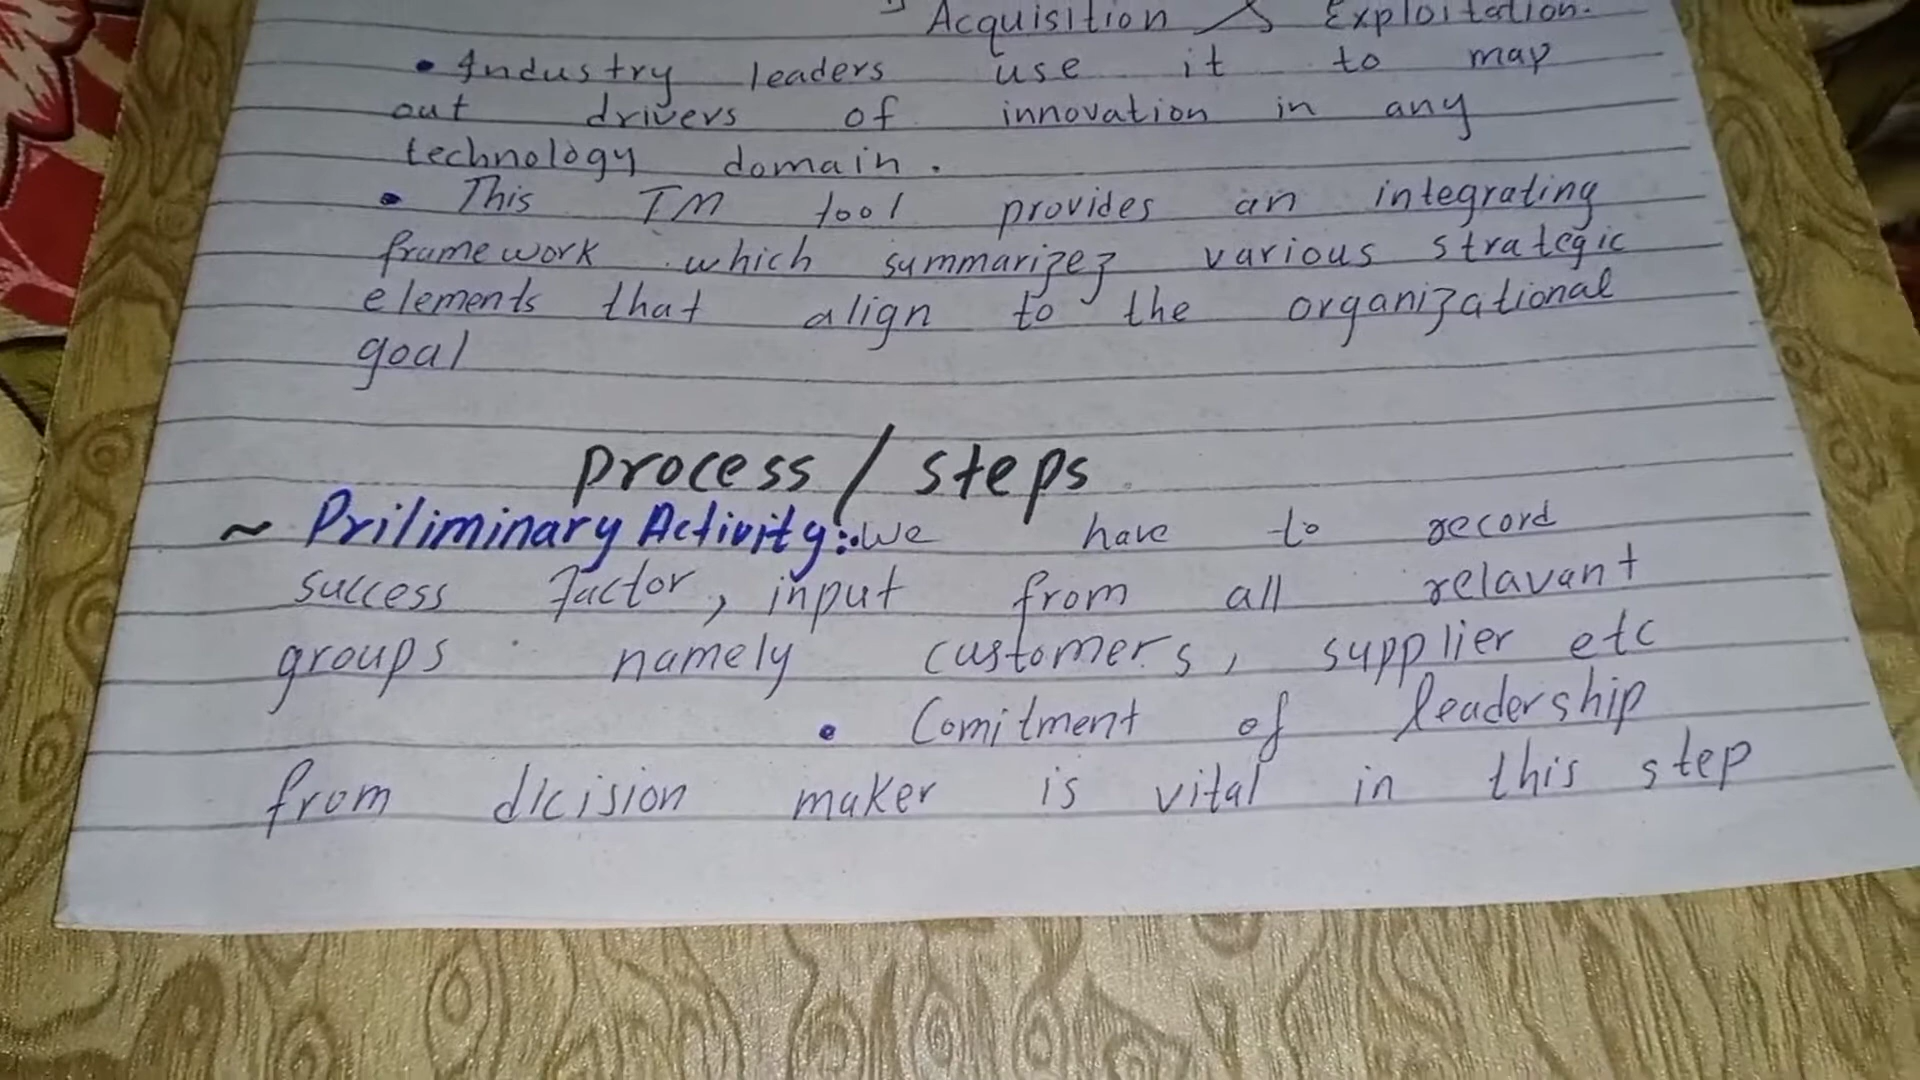 Acquisition Exploitation.
• Industry leaders use it to map
out drivers of innovation in any
technology domain.
• This TM tool provides an integrating
framework which summarizez various strategic
elements that align to the organizational
goal
process / steps
~ Priliminary Activity:. we have to record
success factor, input from all relavant
groups namely customers, supplier etc
• Comitment of leadership
from dicision maker is vital in this step